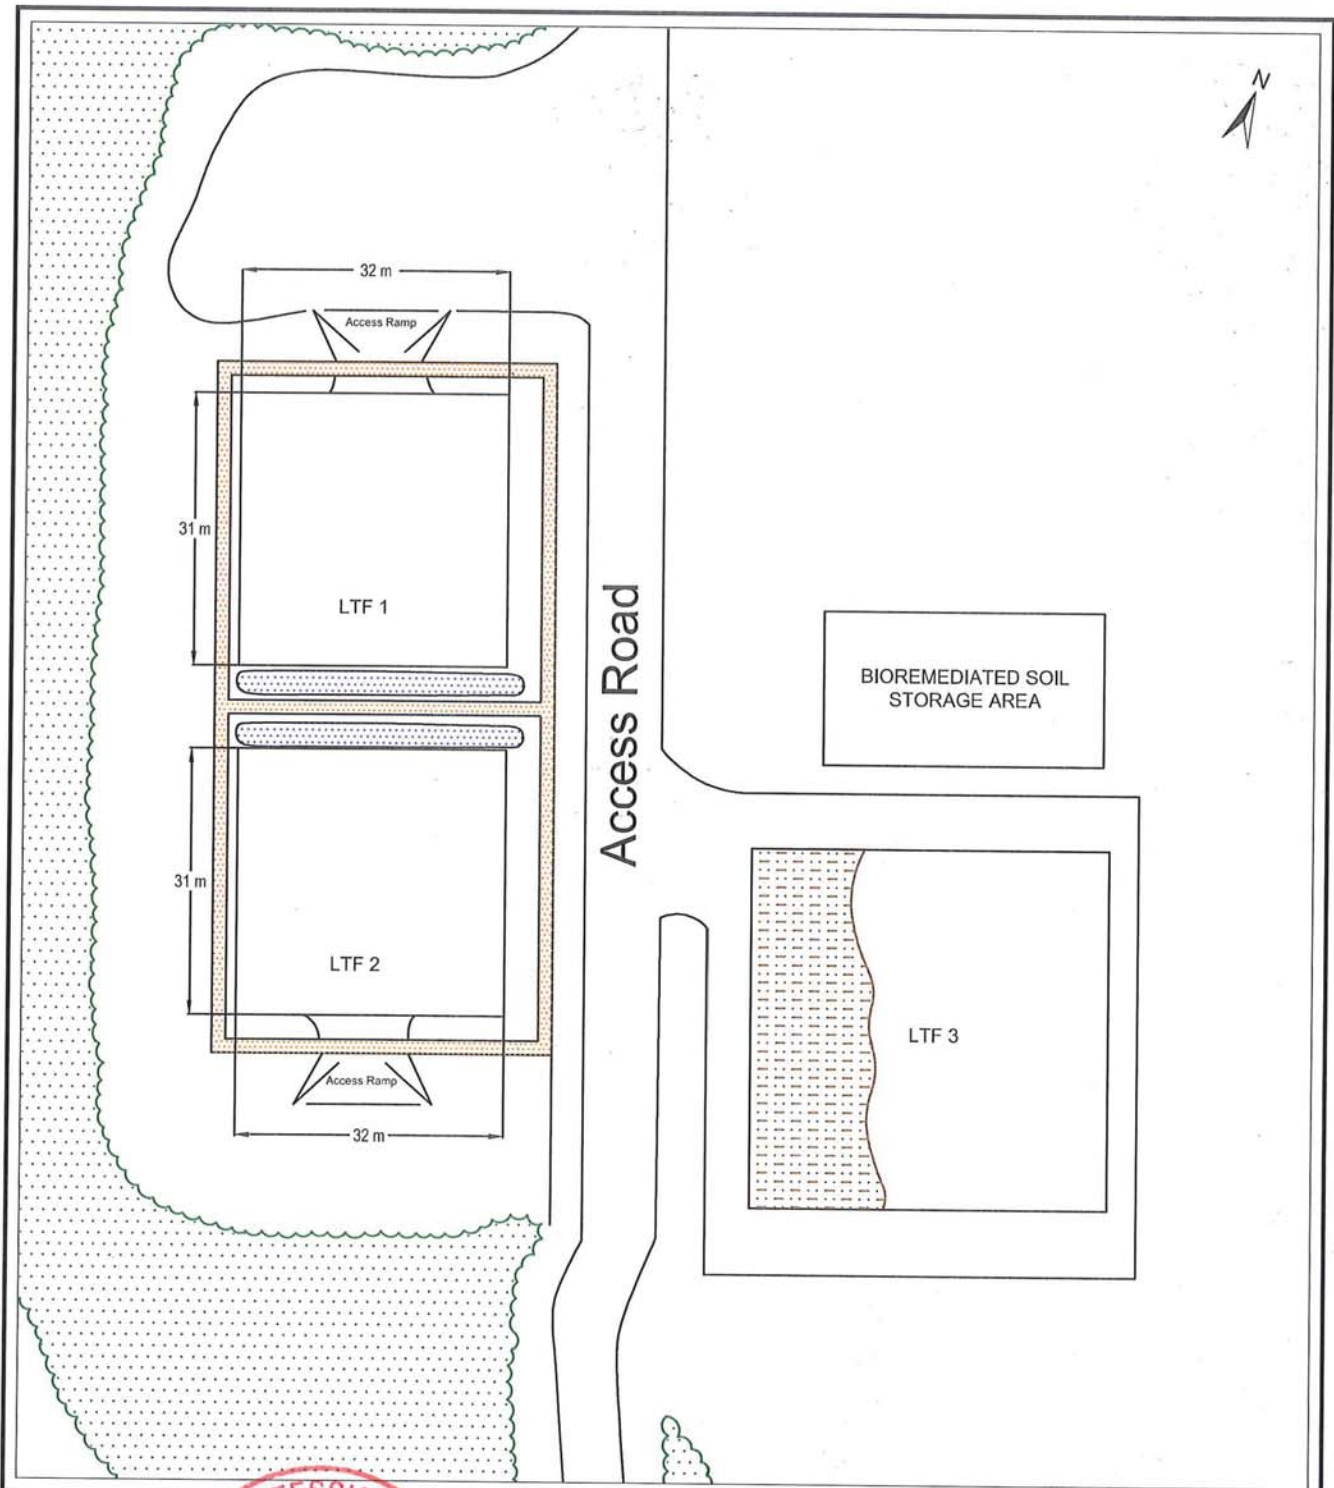 N
32 m
Access Ramp
31 m
LTF 1
Access Road
BIOREMEDIATED SOIL
STORAGE AREA
31 m
LTF 2
LTF 3
Access Ramp
32 m